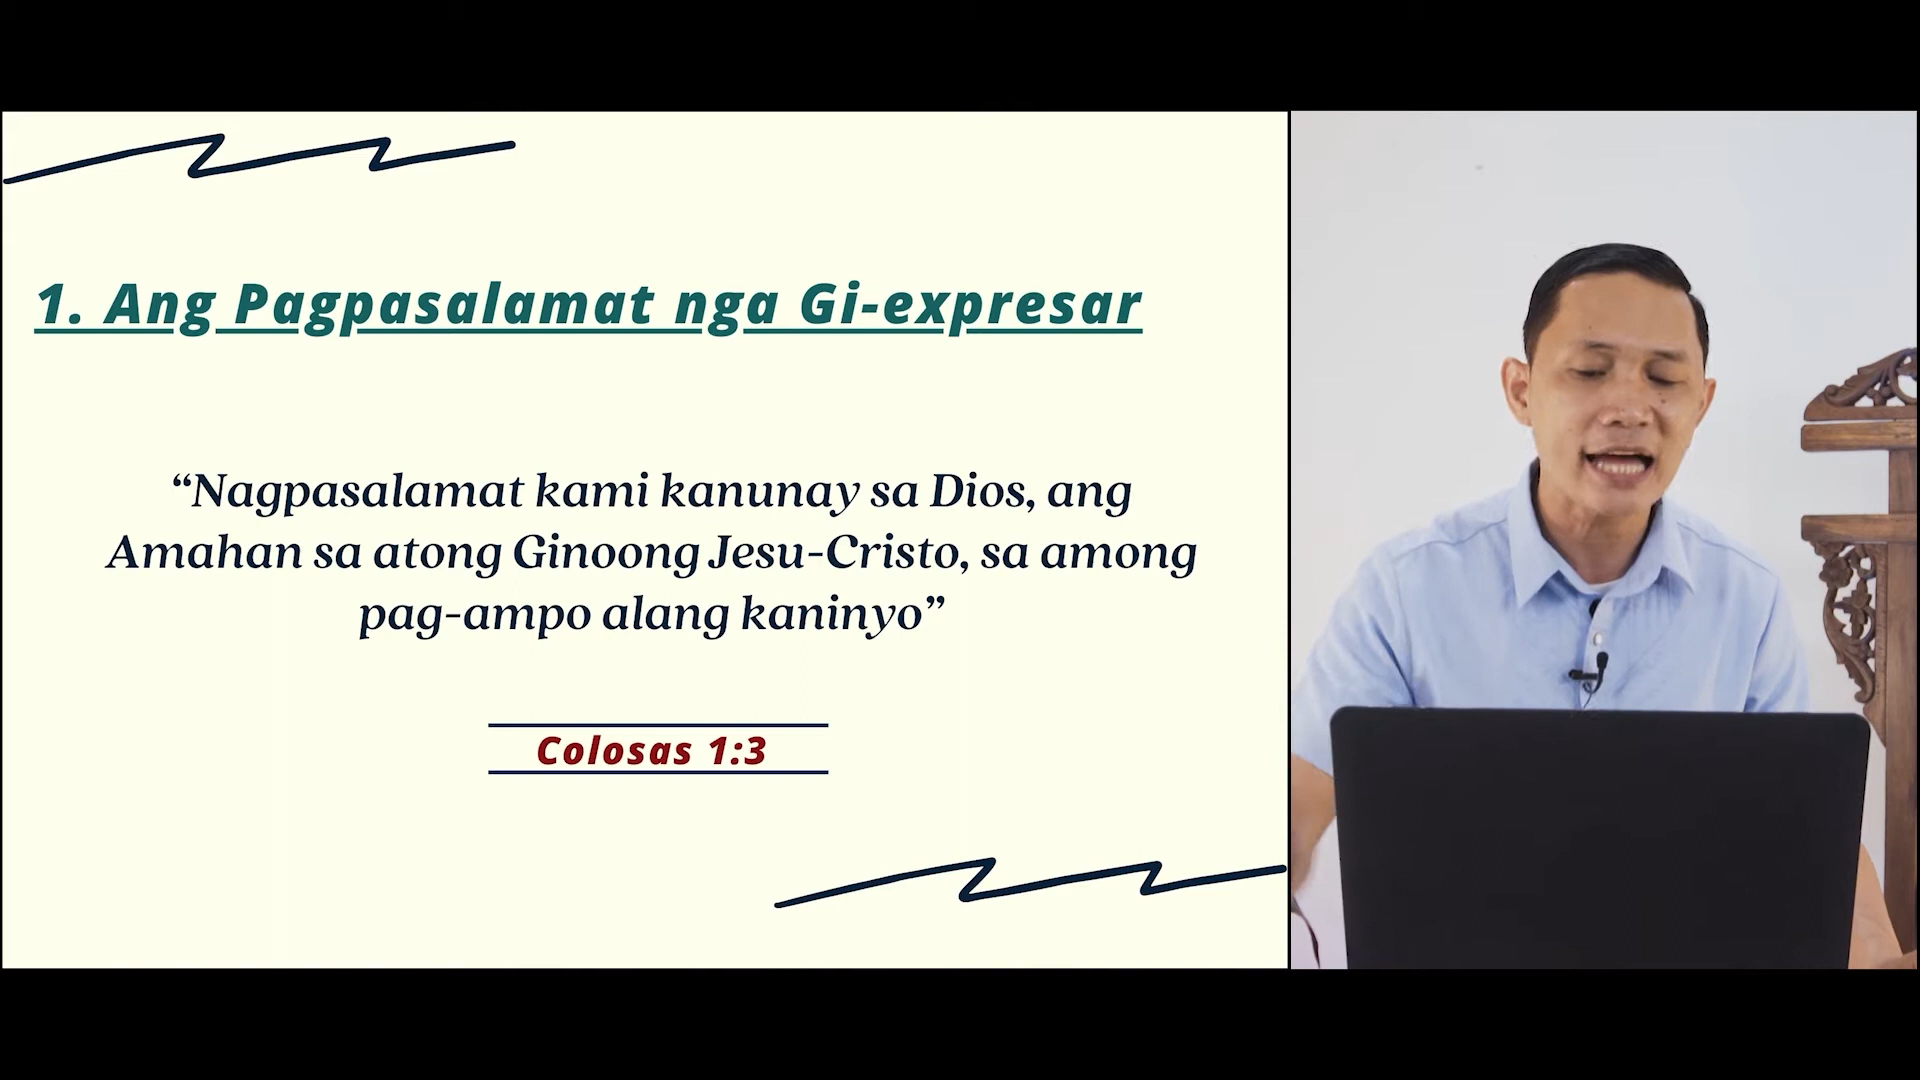 1. Ang Pagpasalamat nga Gi-expresar
“Nagpasalamat kami kanunay sa Dios, ang
Amahan sa atong Ginoong Jesu-Cristo, sa among
pag-ampo alang kaninyo”
Colosas 1:3